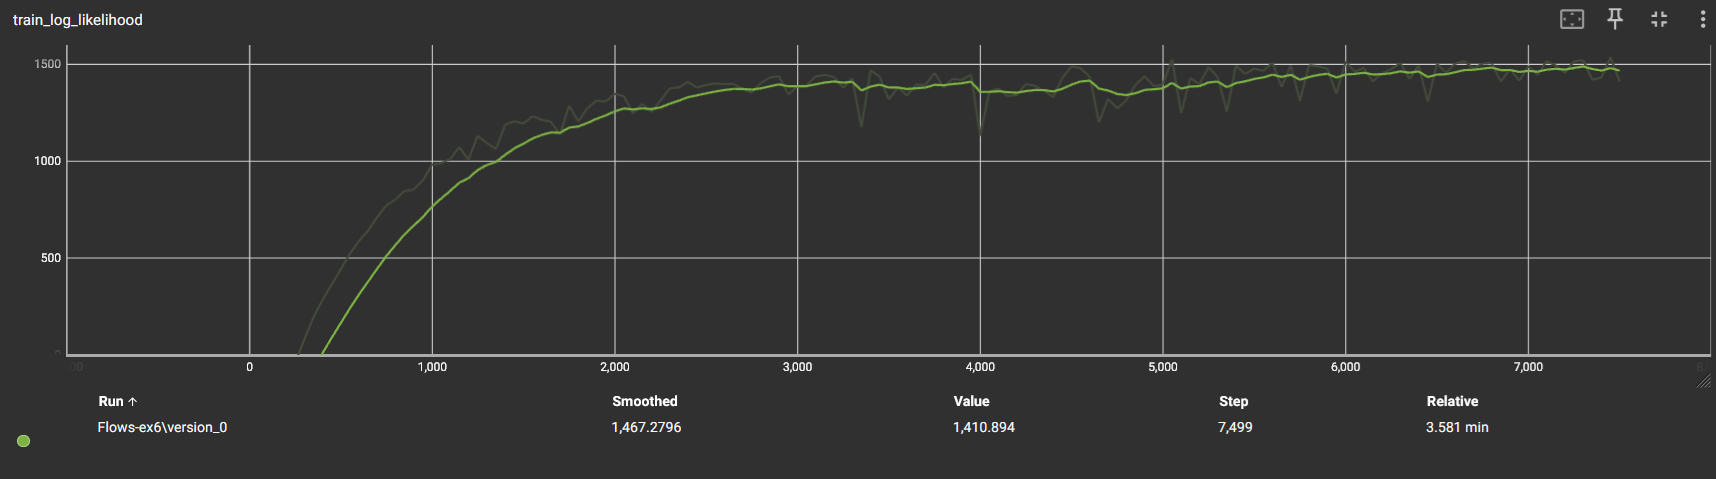 train_log_likelihood
1500
1000
500
0 1,000 2,000 3,000 4,000 5,000 6,000 7,000
Run ↑ Smoothed Value Step Relative
Flows-ex6\version_0 1,467.2796 1,410.894 7,499 3.581 min